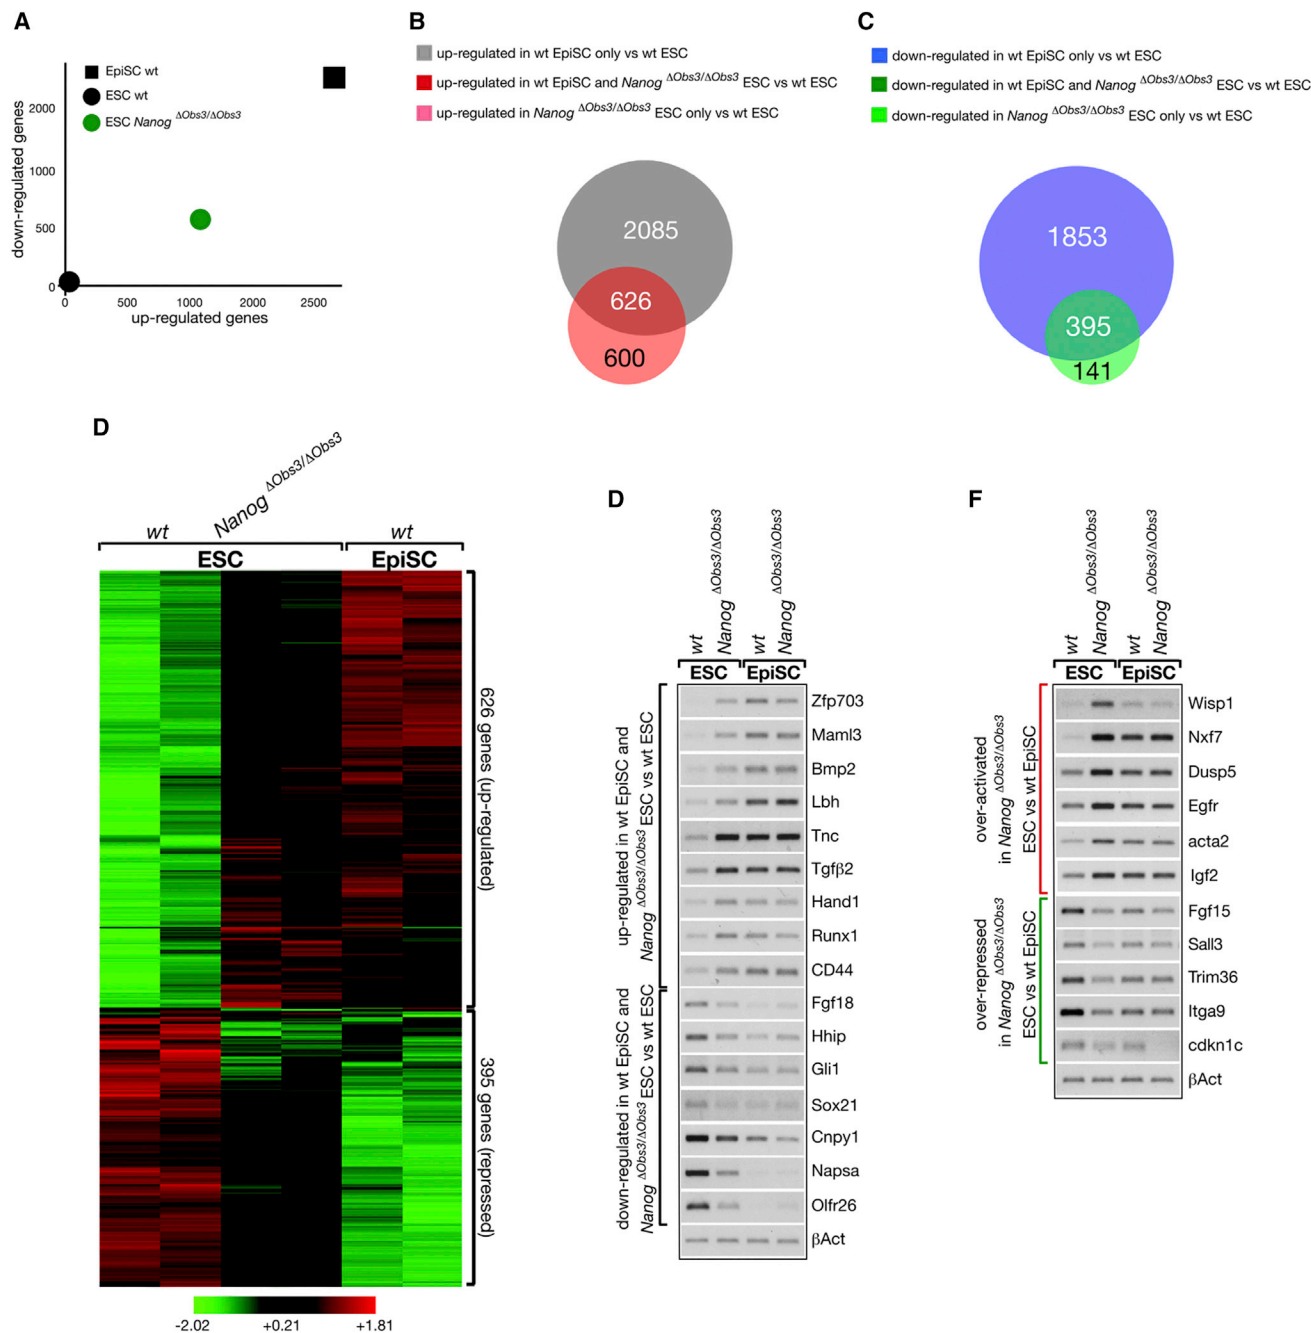 A
EpiSC wt
ESC wt
ESC Nanog ΔObs3/ΔObs3
down-regulated genes
2000
1000
500
0
0 500 1000 2000 2500
up-regulated genes
B
up-regulated in wt EpiSC only vs wt ESC
up-regulated in wt EpiSC and Nanog ΔObs3/ΔObs3 ESC vs wt ESC
up-regulated in Nanog ΔObs3/ΔObs3 ESC only vs wt ESC
2085
626
600
C
down-regulated in wt EpiSC only vs wt ESC
down-regulated in wt EpiSC and Nanog ΔObs3/ΔObs3 ESC vs wt ESC
down-regulated in Nanog ΔObs3/ΔObs3 ESC only vs wt ESC
1853
395
141
D
wt
Nanog ΔObs3/ΔObs3
wt
ESC
EpiSC
626 genes (up-regulated)
395 genes (repressed)
-2.02 +0.21 +1.81
D
wt
Nanog ΔObs3/ΔObs3
wt
Nanog ΔObs3/ΔObs3
ESC EpiSC
up-regulated in wt EpiSC and
Nanog ΔObs3/ΔObs3 ESC vs wt ESC
Zfp703
Maml3
Bmp2
Lbh
Tnc
Tgfβ2
Hand1
Runx1
CD44
down-regulated in wt EpiSC and
Nanog ΔObs3/ΔObs3 ESC vs wt ESC
Fgf18
Hhip
Gli1
Sox21
Cnpy1
Napsa
Olfr26
βAct
F
wt
Nanog ΔObs3/ΔObs3
wt
Nanog ΔObs3/ΔObs3
ESC EpiSC
over-activated
in Nanog ΔObs3/ΔObs3
ESC vs wt EpiSC
Wisp1
Nxf7
Dusp5
Egfr
acta2
Igf2
over-repressed
in Nanog ΔObs3/ΔObs3
ESC vs wt EpiSC
Fgf15
Sall3
Trim36
Itga9
cdkn1c
βAct